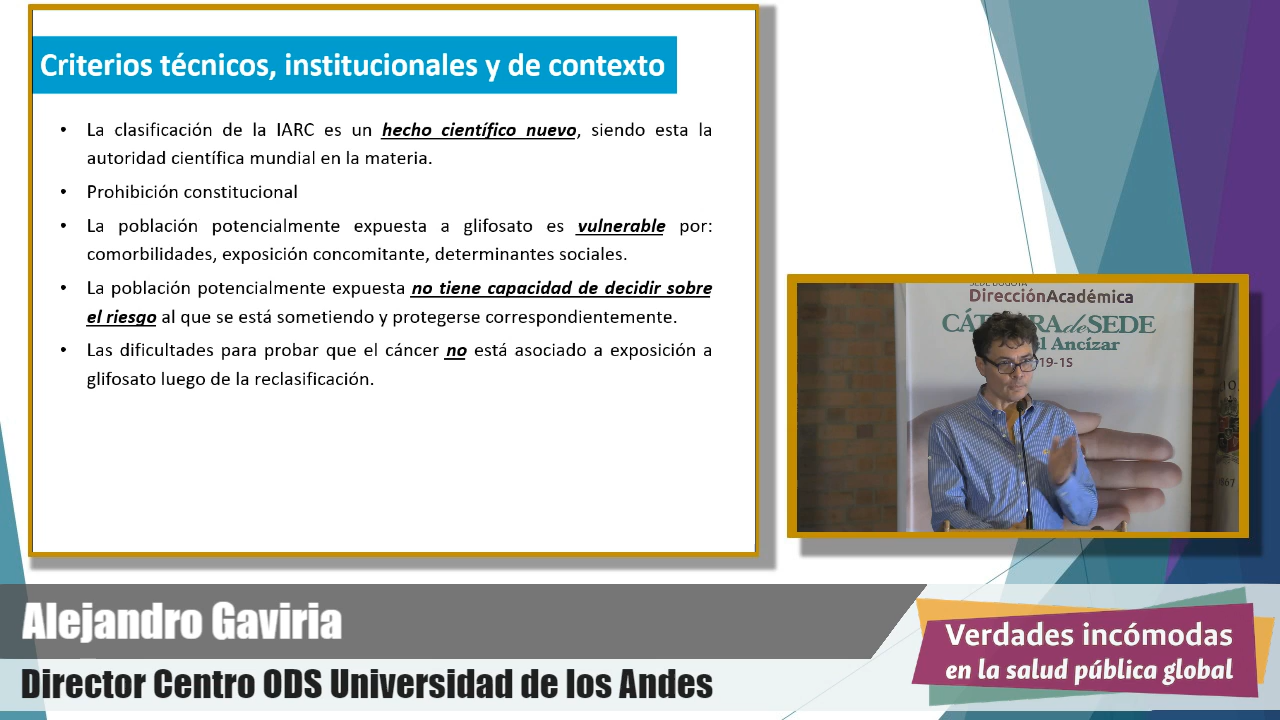 Criterios técnicos, institucionales y de contexto
• La clasificación de la IARC es un hecho científico nuevo, siendo esta la
autoridad científica mundial en la materia.
• Prohibición constitucional
• La población potencialmente expuesta a glifosato es vulnerable por:
comorbilidades, exposición concomitante, determinantes sociales.
• La población potencialmente expuesta no tiene capacidad de decidir sobre
el riesgo al que se está sometiendo y protegerse correspondientemente.
• Las dificultades para probar que el cáncer no está asociado a exposición a
glifosato luego de la reclasificación.
SEDE BOGOTÁ
DirecciónAcadémica
CÁT RAdeSEDE
l Ancízar
19-1S
Alejandro Gaviria
Director Centro ODS Universidad de los Andes
Verdades incómodas
en la salud pública global